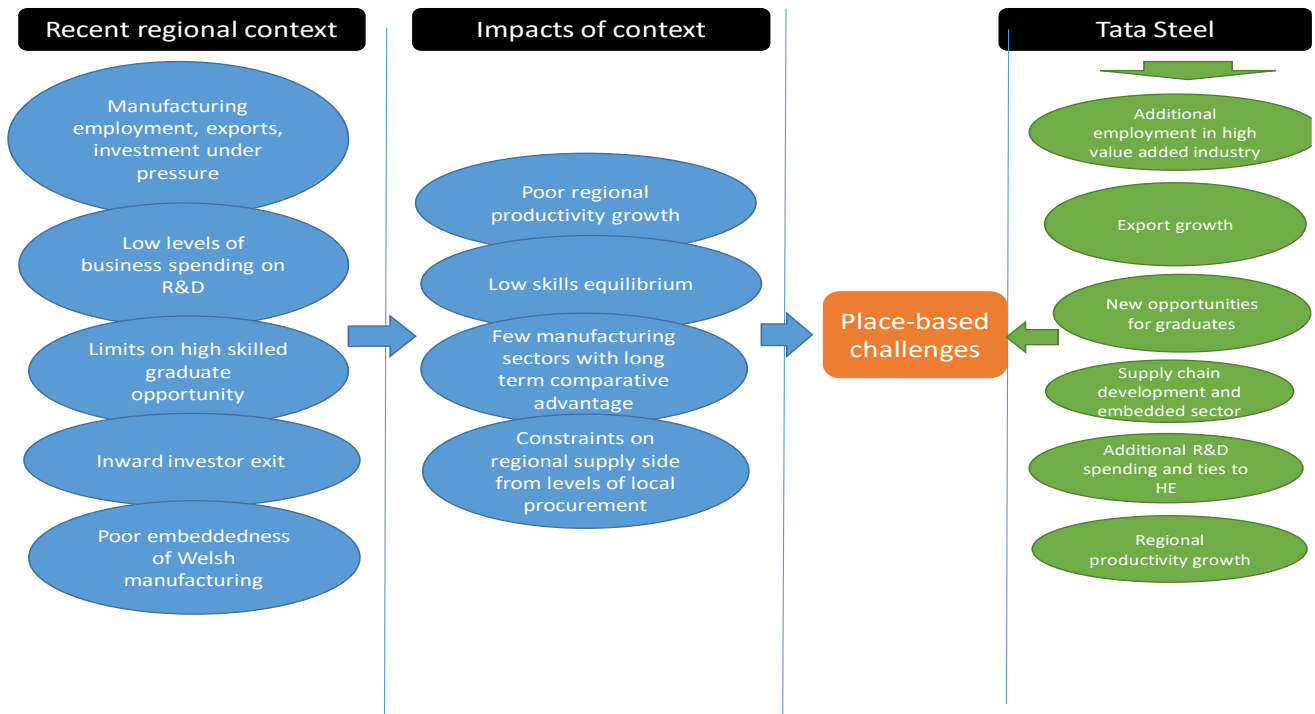 Recent regional context
Manufacturing
employment, exports,
investment under
pressure
Low levels of
business spending on
R&D
Limits on high skilled
graduate
opportunity
Inward investor exit
Poor embeddedness
of Welsh
manufacturing
Impacts of context
Poor regional
productivity growth
Low skills equilibrium
Few manufacturing
sectors with long
term comparative
advantage
Constraints on
regional supply side
from levels of local
procurement
Place-based
challenges
Tata Steel
Additional
employment in high
value added industry
Export growth
New opportunities
for graduates
Supply chain
development and
embedded sector
Additional R&D
spending and ties to
HE
Regional
productivity growth